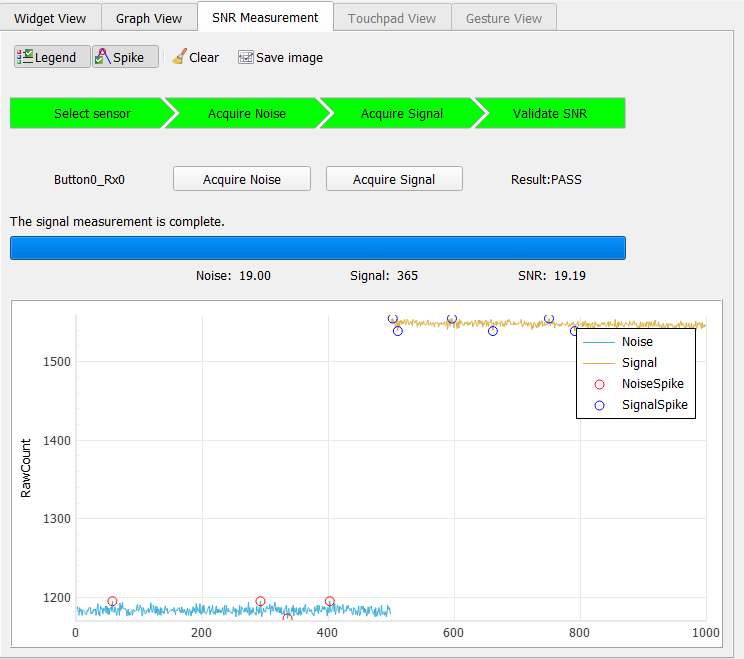 Widget View Graph View SNR Measurement Touchpad View Gesture View
Legend Spike Clear Save image
Select sensor Acquire Noise Acquire Signal Validate SNR
Button0_Rx0 Acquire Noise Acquire Signal Result:PASS
The signal measurement is complete.
Noise: 19.00 Signal: 365 SNR: 19.19
Noise
Signal
NoiseSpike
SignalSpike
RawCount
1500
1400
1300
1200
0 200 400 600 800 1000